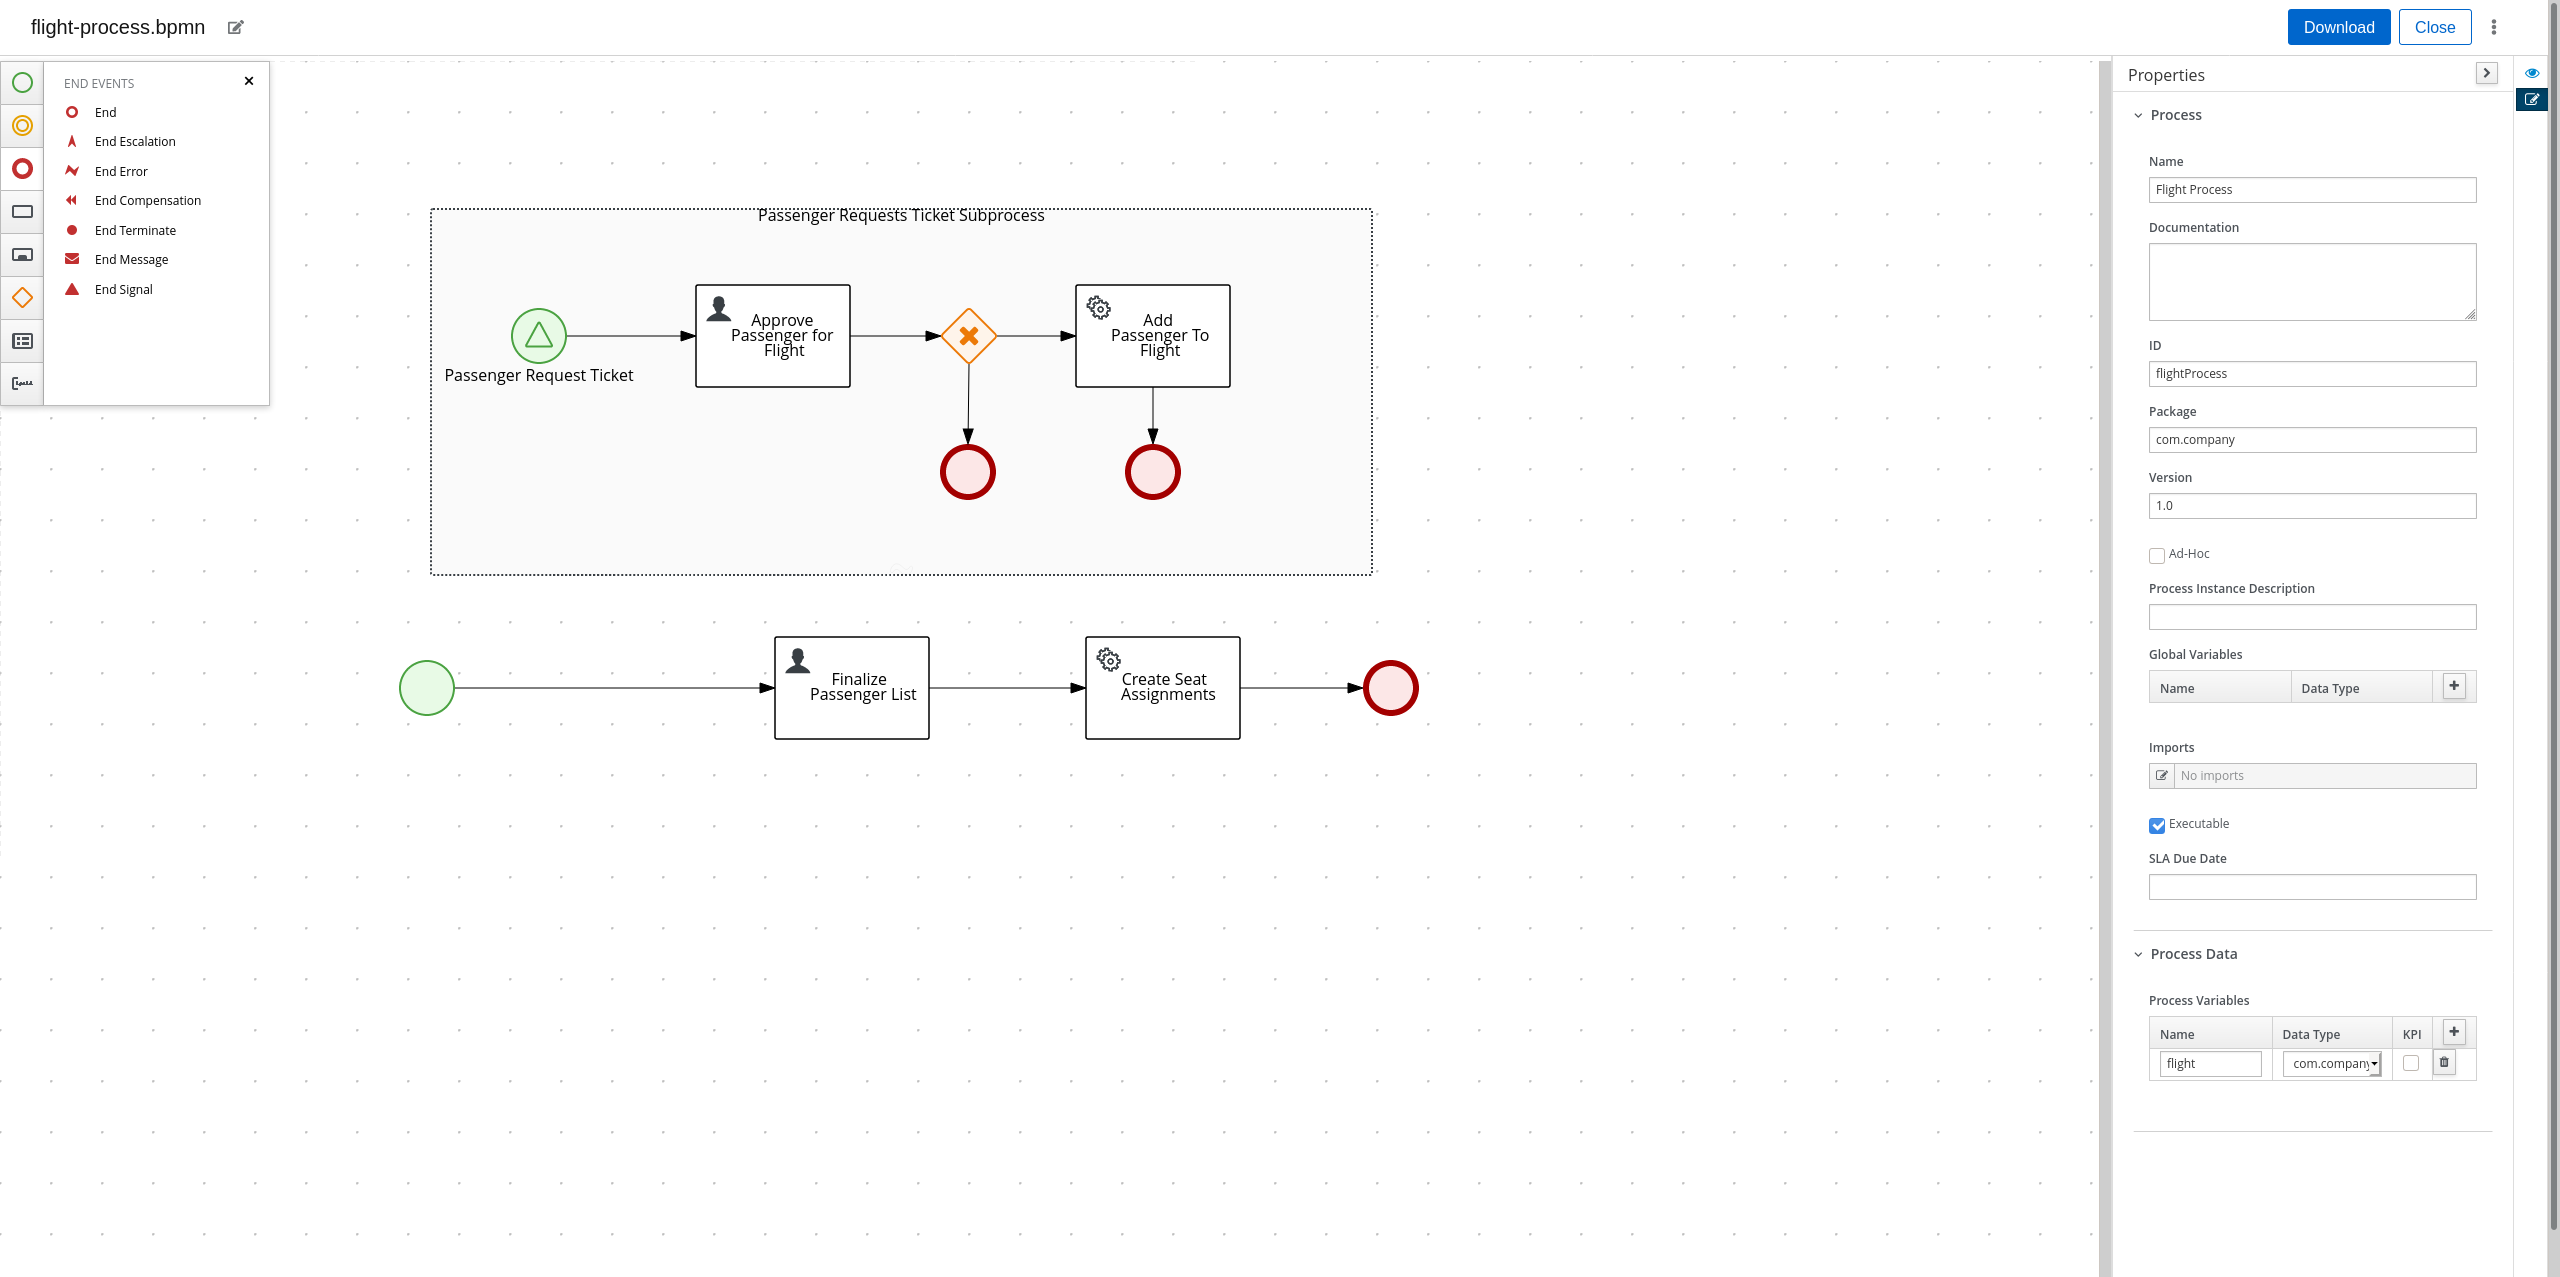 flight-process.bpmn
Download
Close
END EVENTS
End
End Escalation
End Error
End Compensation
End Terminate
End Message
End Signal
Passenger Requests Ticket Subprocess
Passenger Request Ticket
Approve
Passenger for
Flight
Add
Passenger To
Flight
Finalize
Passenger List
Create Seat
Assignments
Properties
Process
Name
Flight Process
Documentation
ID
flightProcess
Package
com.company
Version
1.0
Ad-Hoc
Process Instance Description
Global Variables
Name Data Type
Imports
No imports
Executable
SLA Due Date
Process Data
Process Variables
Name Data Type KPI
flight com.company